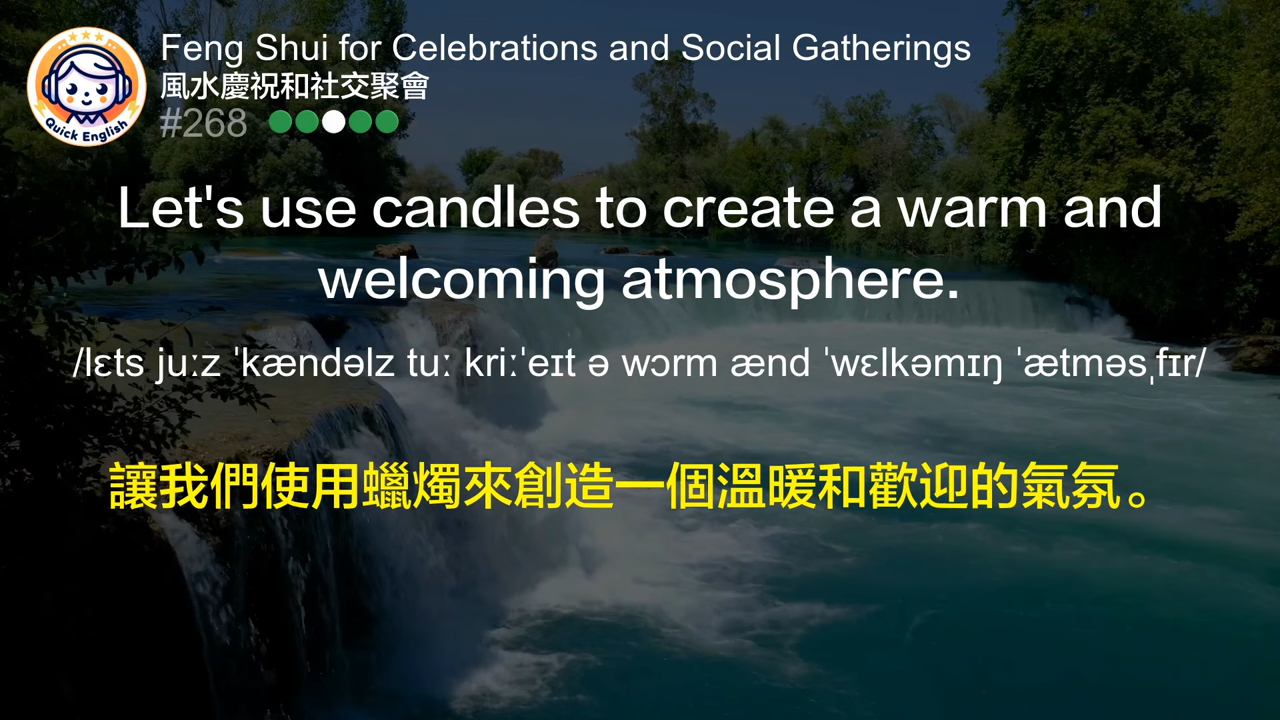 Feng Shui for Celebrations and Social Gatherings
風水慶祝和社交聚會
#268
Quick English
Let's use candles to create a warm and
welcoming atmosphere.
/lɛts juːz ˈkændəlz tuː kriːˈeɪt ə wɔrm ænd ˈwɛlkəmɪŋ ˈætməsˌfɪr/
讓我們使用蠟燭來創造一個溫暖和歡迎的氣氛。